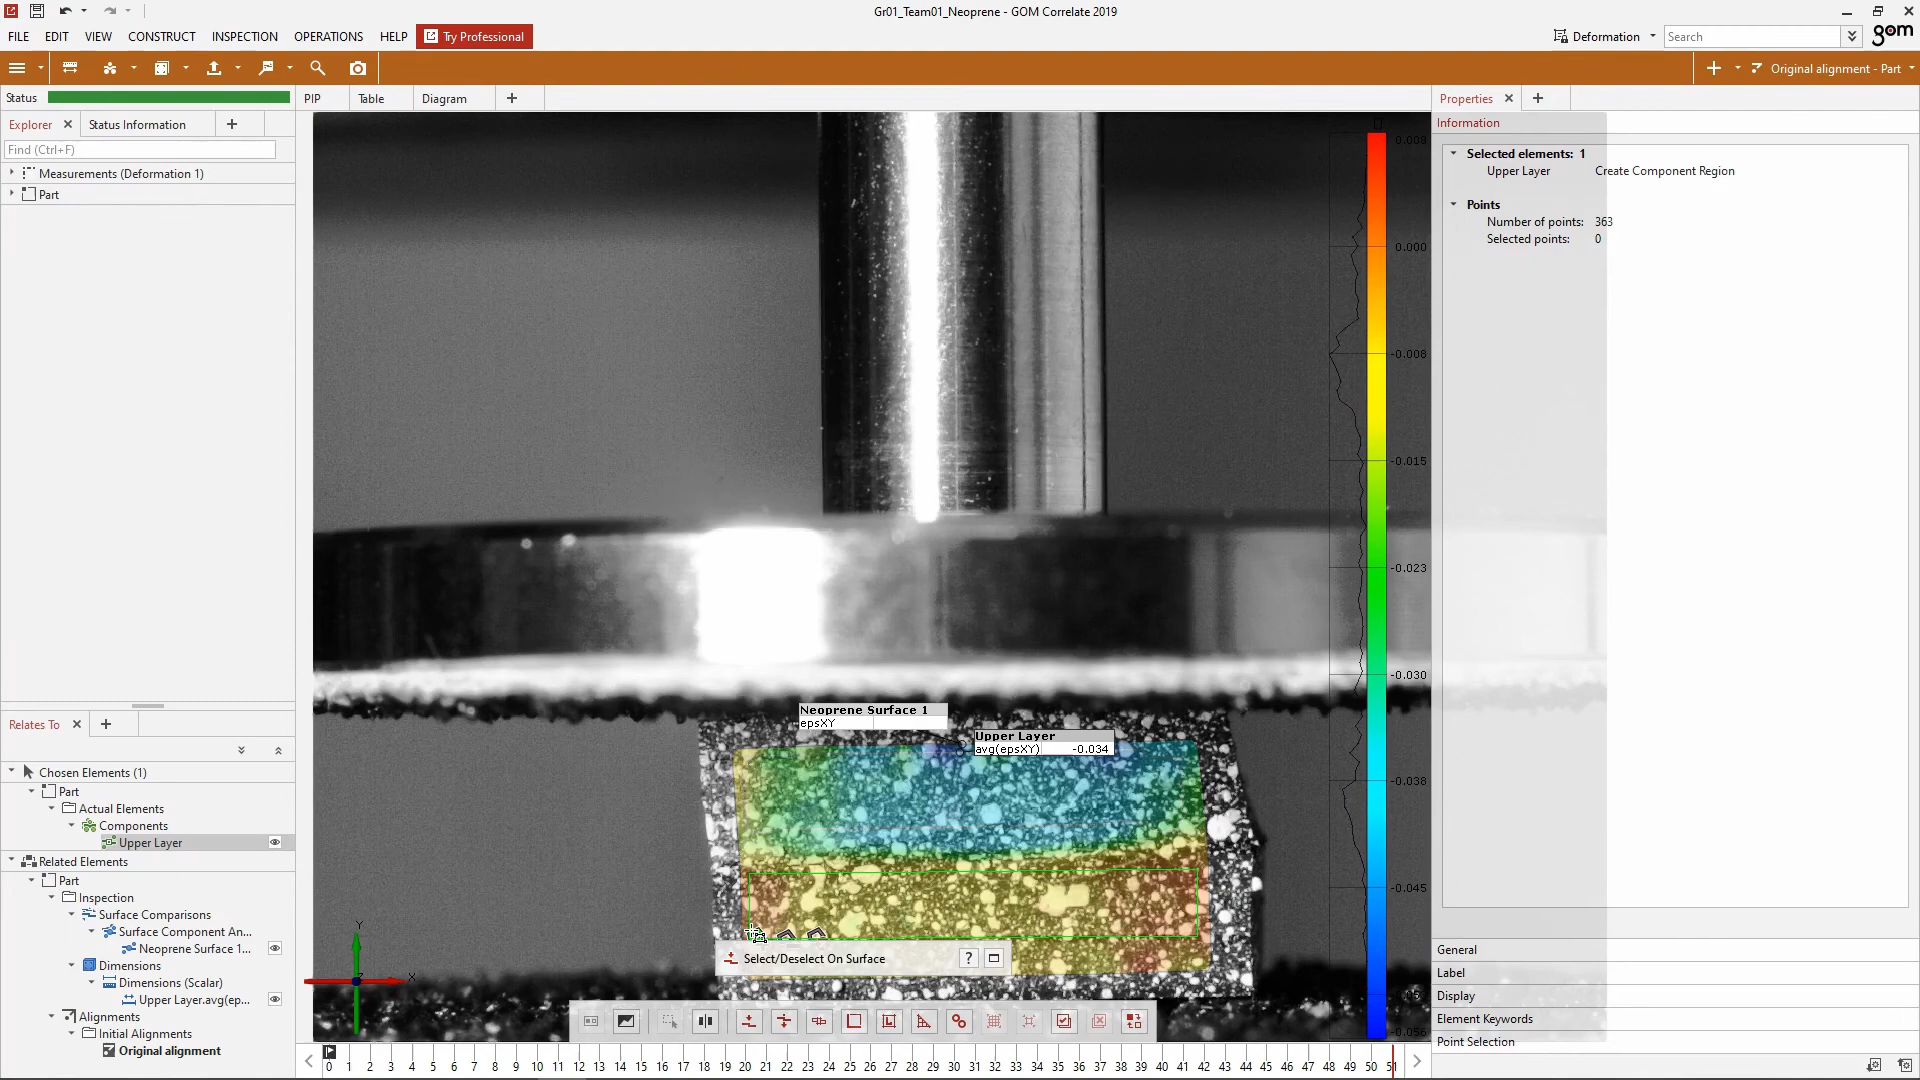 Gr01_Team01_Neoprene - GOM Correlate 2019
FILE EDIT VIEW CONSTRUCT INSPECTION OPERATIONS HELP Try Professional Deformation Search gom
Original alignment - Part
Status PIP Table Diagram Properties
Explorer Status Information
Information
Find (Ctrl+F)
Measurements (Deformation 1)
Part
Selected elements: 1
Upper Layer Create Component Region
Points
Number of points: 363
Selected points: 0
0.008
0.000
-0.008
-0.015
-0.023
-0.030
-0.038
-0.045
-0.056
Neoprene Surface 1
epsXY
Upper Layer
avg(epsXY) -0.034
Relates To
Chosen Elements (1)
Part
Actual Elements
Components
Upper Layer
Related Elements
Part
Inspection
Surface Comparisons
Surface Component An...
Neoprene Surface 1...
Dimensions
Dimensions (Scalar)
Upper Layer.avg(ep...
Alignments
Initial Alignments
Original alignment
Y
X
Select/Deselect On Surface ?
General
Label
Display
Element Keywords
Point Selection
0 1 2 3 4 5 6 7 8 9 10 11 12 13 14 15 16 17 18 19 20 21 22 23 24 25 26 27 28 29 30 31 32 33 34 35 36 37 38 39 40 41 42 43 44 45 46 47 48 49 50 51